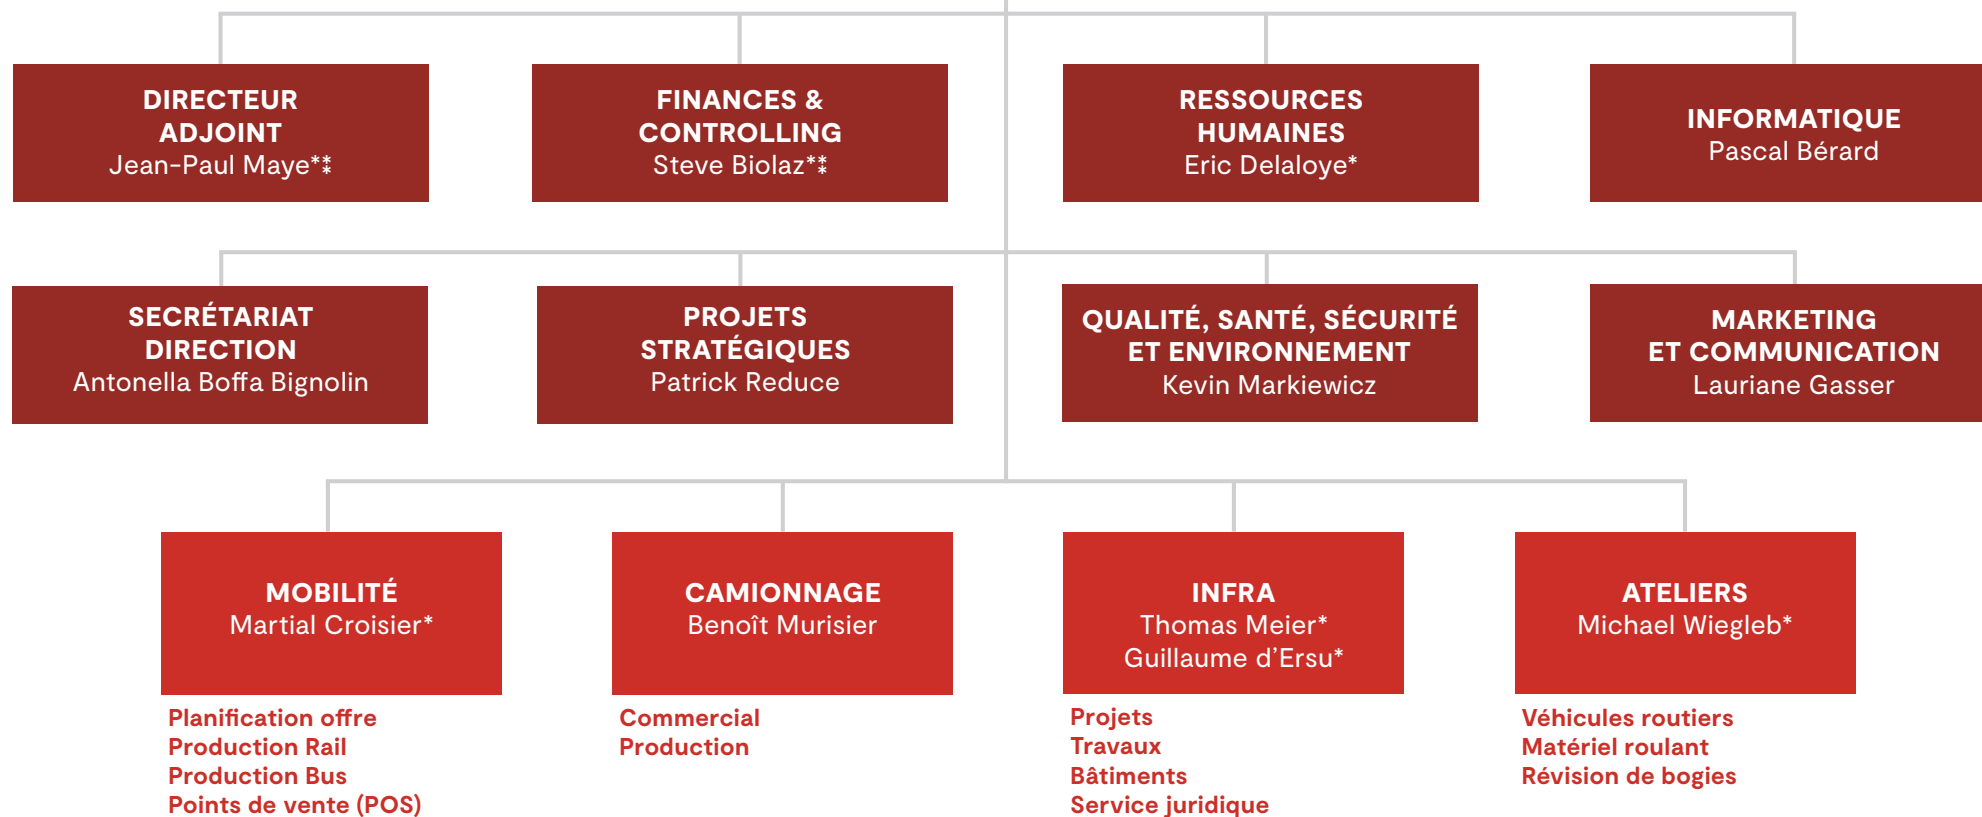 DIRECTEUR
ADJOINT
Jean-Paul Maye*⁑
FINANCES &
CONTROLLING
Steve Biolaz*⁑
RESSOURCES
HUMAINES
Eric Delaloye*
INFORMATIQUE
Pascal Bérard
SECRÉTARIAT
DIRECTION
Antonella Boffa Bignolin
PROJETS
STRATÉGIQUES
Patrick Reduce
QUALITÉ, SANTÉ, SÉCURITÉ
ET ENVIRONNEMENT
Kevin Markiewicz
MARKETING
ET COMMUNICATION
Lauriane Gasser
MOBILITÉ
Martial Croisier*
Planification offre
Production Rail
Production Bus
Points de vente (POS)
CAMIONNAGE
Benoît Murisier
Commercial
Production
INFRA
Thomas Meier*
Guillaume d’Ersu*
Projets
Travaux
Bâtiments
Service juridique
ATELIERS
Michael Wiegleb*
Véhicules routiers
Matériel roulant
Révision de bogies